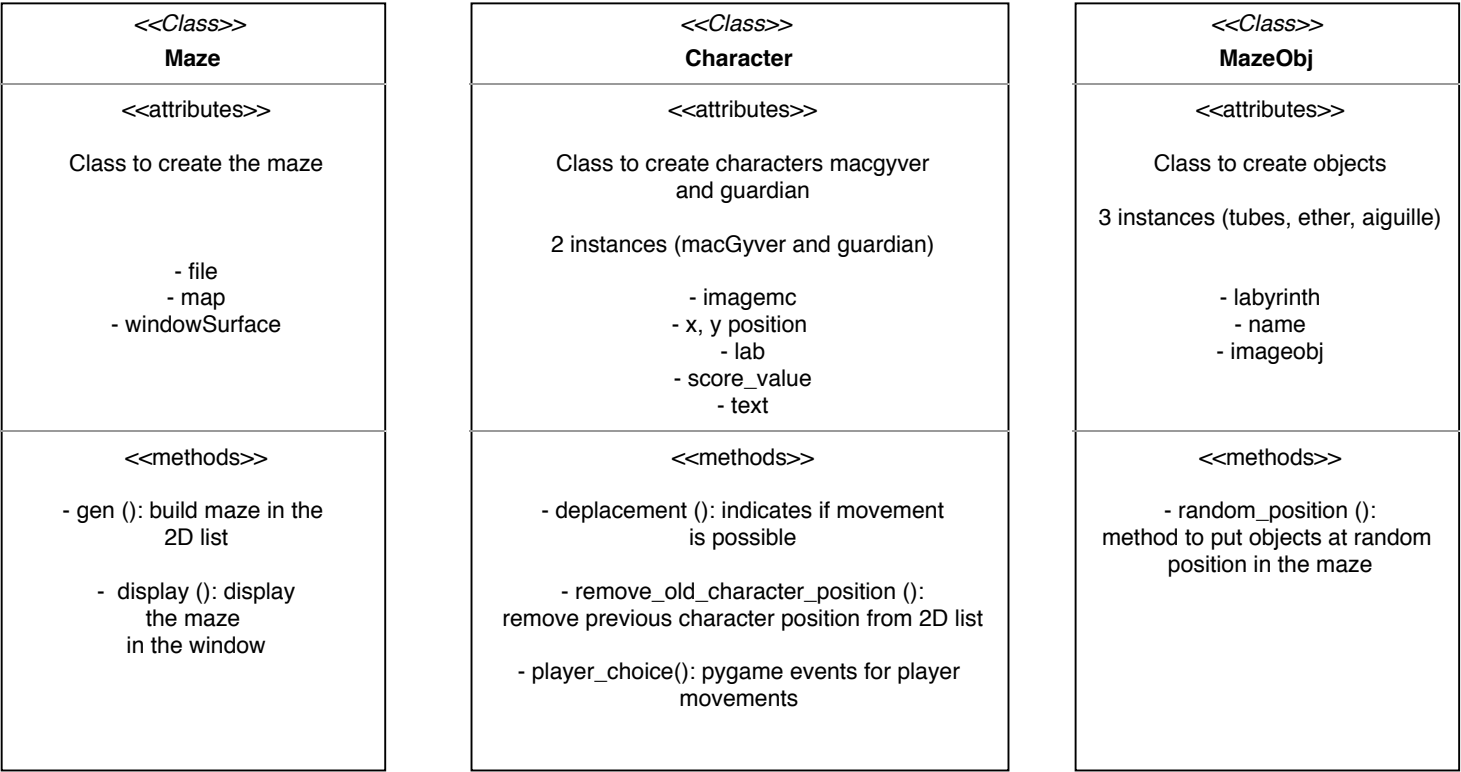 <<Class>>
Maze
<<attributes>>
Class to create the maze
- file
- map
- windowSurface
<<methods>>
- gen (): build maze in the
2D list
- display (): display
the maze
in the window
<<Class>>
Character
<<attributes>>
Class to create characters macgyver
and guardian
2 instances (macGyver and guardian)
- imagemc
- x, y position
- lab
- score_value
- text
<<methods>>
- deplacement (): indicates if movement
is possible
- remove_old_character_position ():
remove previous character position from 2D list
- player_choice(): pygame events for player
movements
<<Class>>
MazeObj
<<attributes>>
Class to create objects
3 instances (tubes, ether, aiguille)
- labyrinth
- name
- imageobj
<<methods>>
- random_position ():
method to put objects at random
position in the maze